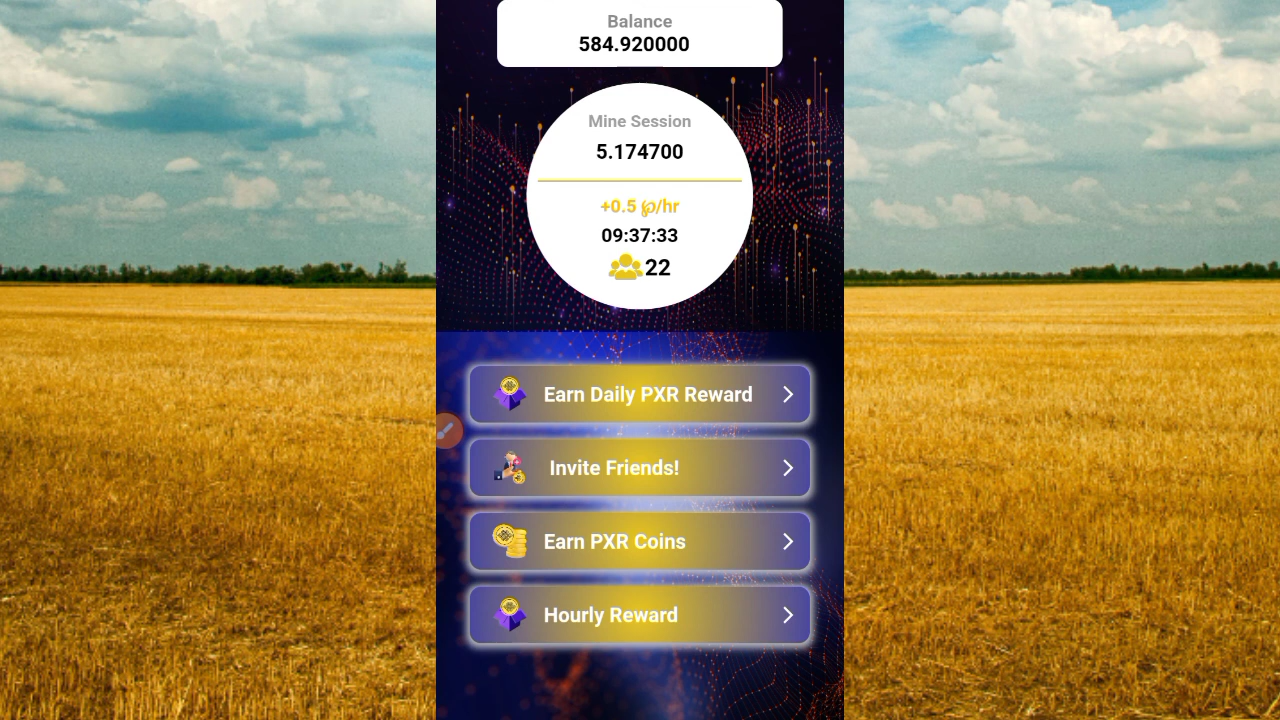 Balance
584.920000
Mine Session
5.174700
+0.5 ℘/hr
09:37:33
22
Earn Daily PXR Reward
Invite Friends!
Earn PXR Coins
Hourly Reward